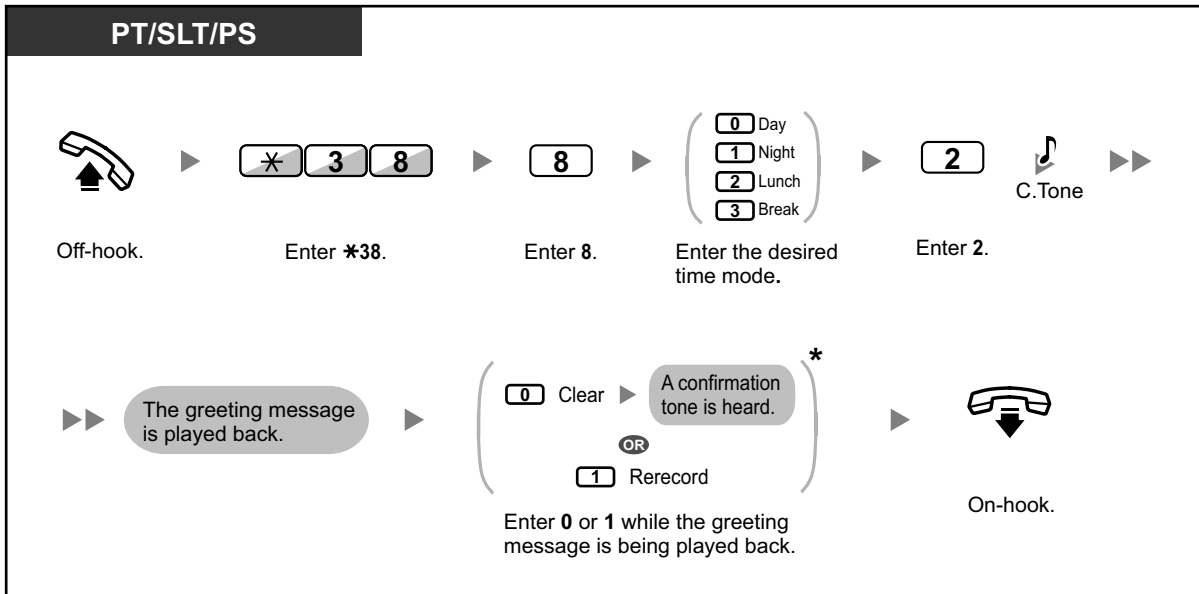 PT/SLT/PS
Off-hook.
✳ 3 8
Enter ✳38.
8
Enter 8.
0 Day
1 Night
2 Lunch
3 Break
Enter the desired
time mode.
2
Enter 2.
C.Tone
The greeting message
is played back.
0 Clear
A confirmation
tone is heard.
*
OR
1 Rerecord
Enter 0 or 1 while the greeting
message is being played back.
On-hook.